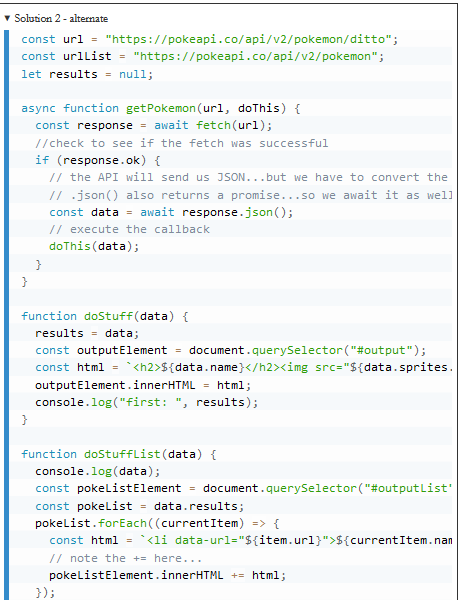 ▼ Solution 2 - alternate
const url = "https://pokeapi.co/api/v2/pokemon/ditto";
const urlList = "https://pokeapi.co/api/v2/pokemon";
let results = null;
async function getPokemon(url, doThis) {
const response = await fetch(url);
//check to see if the fetch was successful
if (response.ok) {
// the API will send us JSON...but we have to convert the
// .json() also returns a promise...so we await it as well
const data = await response.json();
// execute the callback
doThis(data);
}
}
function doStuff(data) {
results = data;
const outputElement = document.querySelector("#output");
const html = `<h2>${data.name}</h2><img src="${data.sprites.
outputElement.innerHTML = html;
console.log("first: ", results);
}
function doStuffList(data) {
console.log(data);
const pokeListElement = document.querySelector("#outputList"
const pokeList = data.results;
pokeList.forEach((currentItem) => {
const html = `<li data-url="${item.url}">${currentItem.nam
// note the += here...
pokeListElement.innerHTML += html;
});